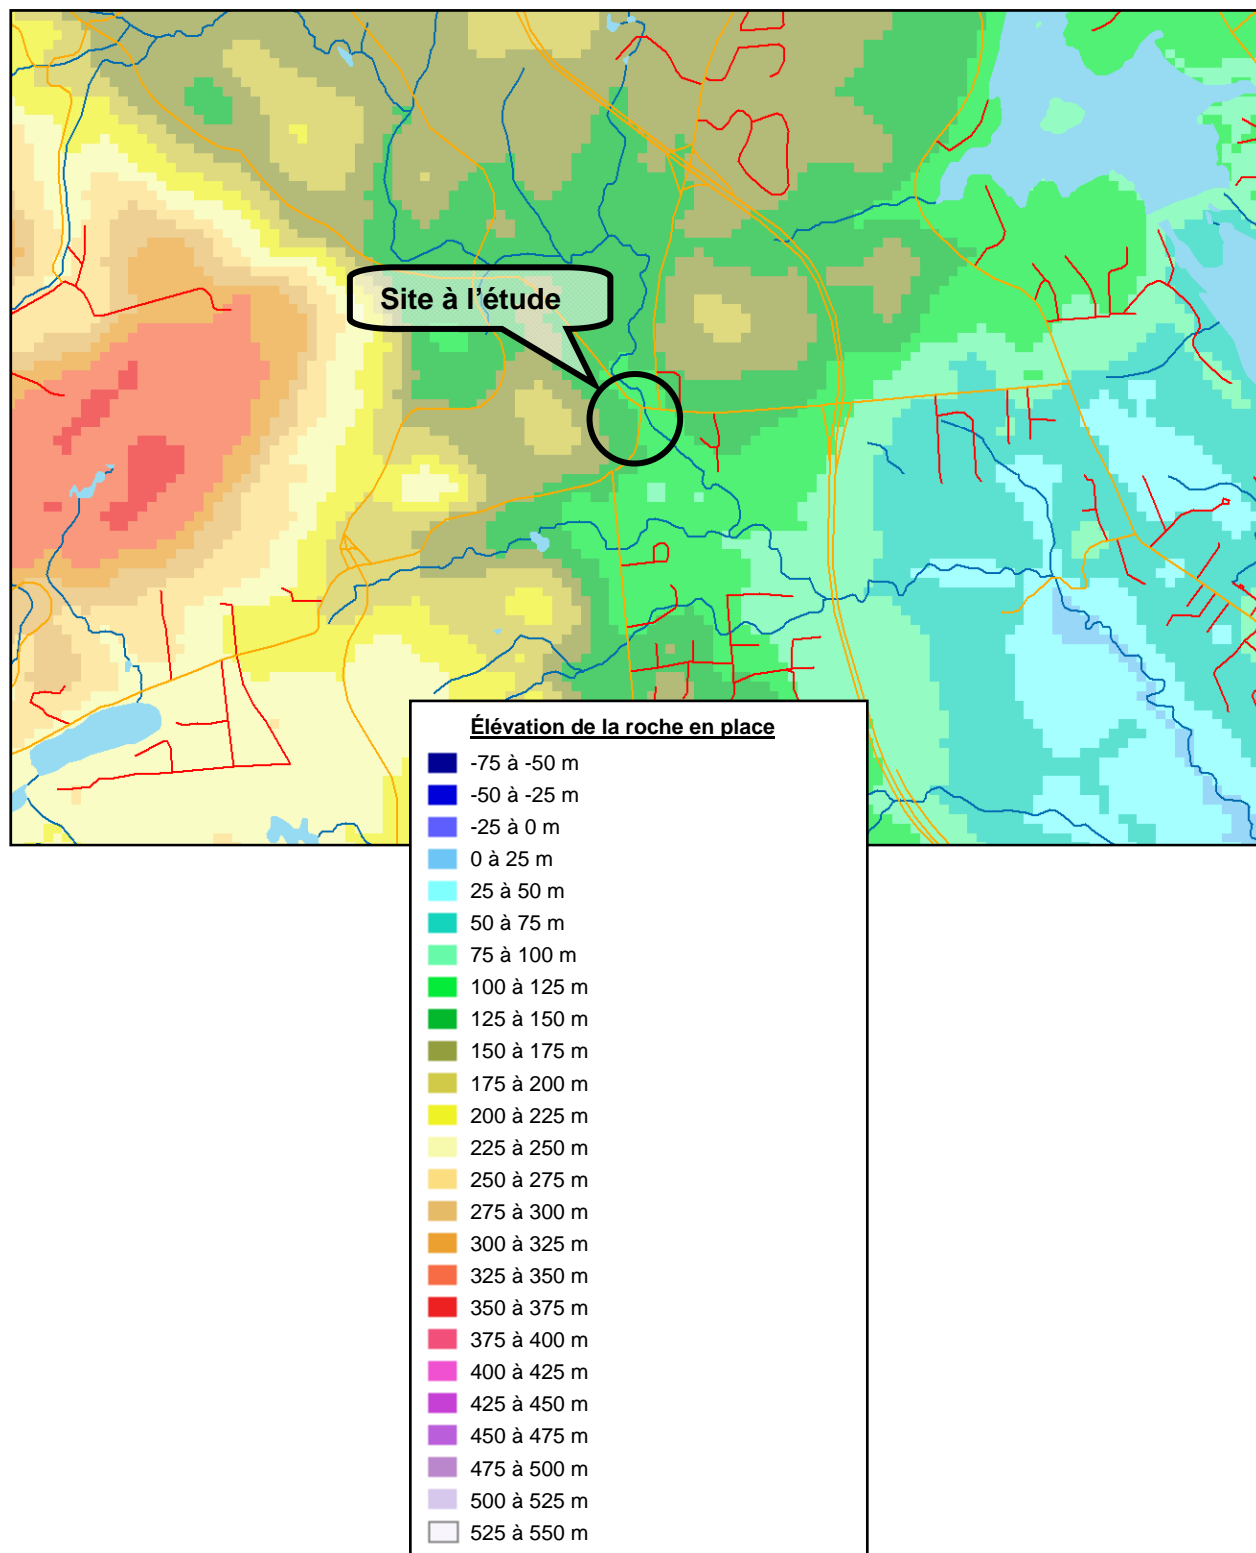 Site à l'étude
Élévation de la roche en place
-75 à -50 m
-50 à -25 m
-25 à 0 m
0 à 25 m
25 à 50 m
50 à 75 m
75 à 100 m
100 à 125 m
125 à 150 m
150 à 175 m
175 à 200 m
200 à 225 m
225 à 250 m
250 à 275 m
275 à 300 m
300 à 325 m
325 à 350 m
350 à 375 m
375 à 400 m
400 à 425 m
425 à 450 m
450 à 475 m
475 à 500 m
500 à 525 m
525 à 550 m